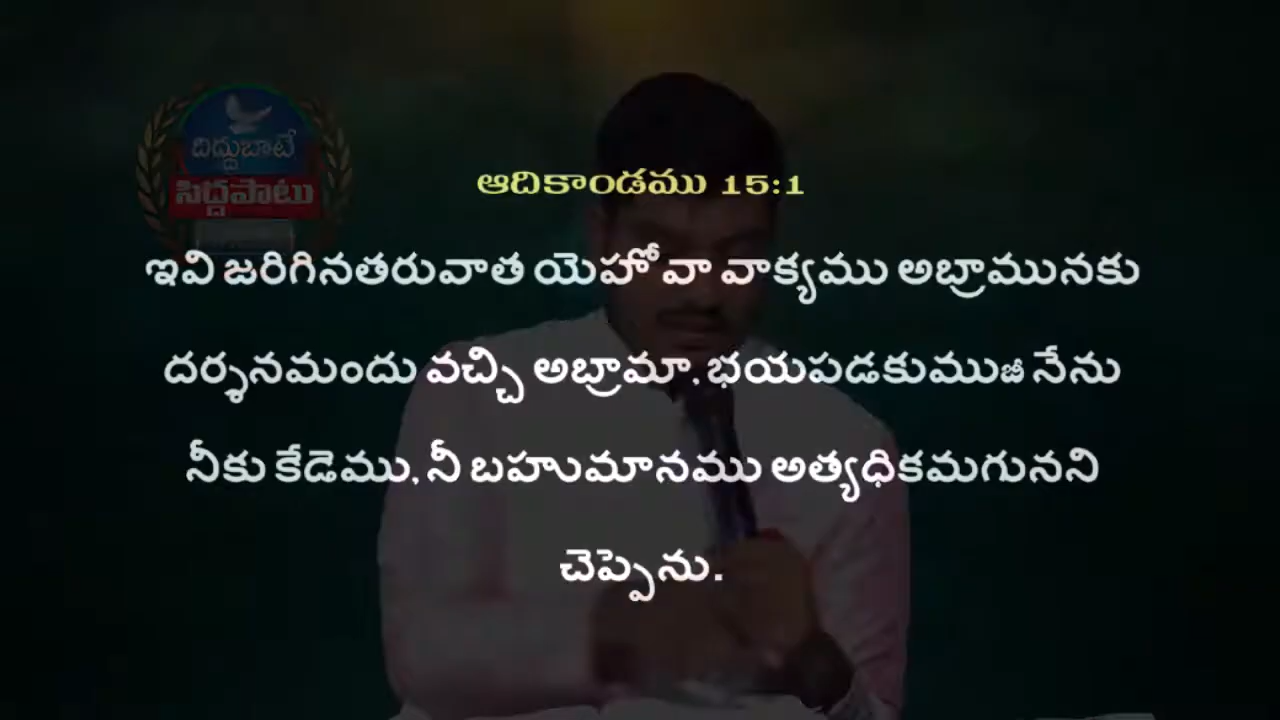 దిద్దుబాటే
సిద్దపాటు
ఆదికాండము 15:1
ఇవి జరిగినతరువాత యెహోవా వాక్యము అబ్రామునకు
దర్శనమందు వచ్చి అబ్రామా, భయపడకుముజీ నేను
నీకు కేడెము, నీ బహుమానము అత్యధికమగునని
చెప్పెను.